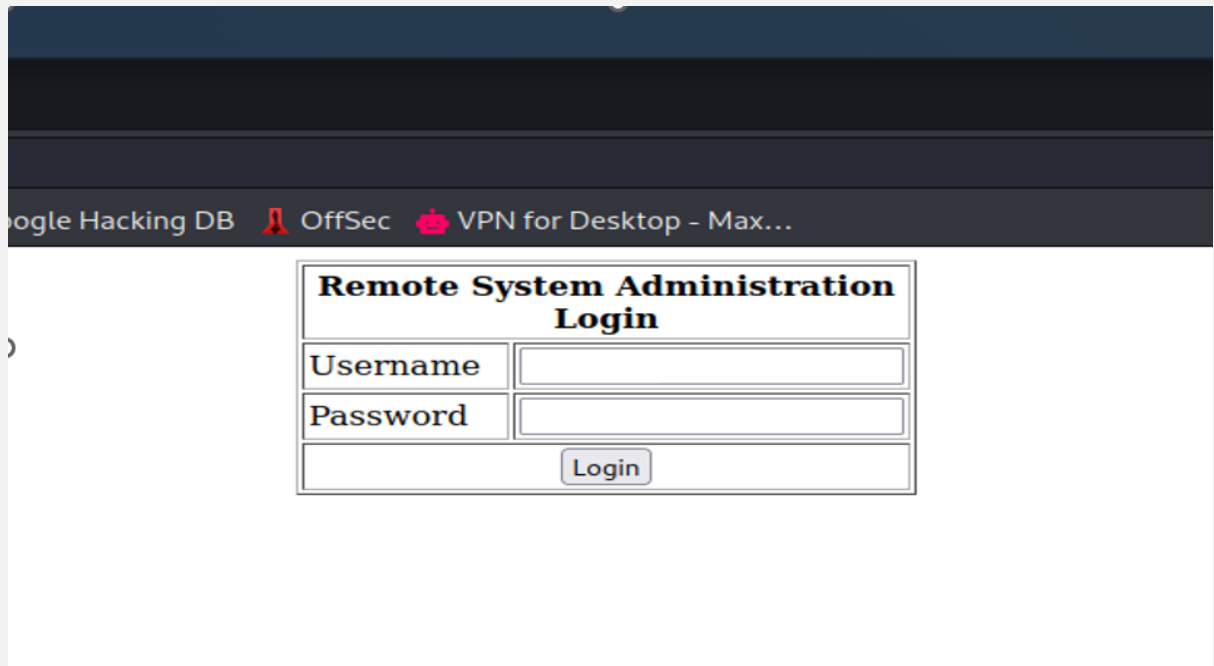 oogle Hacking DB OffSec VPN for Desktop - Max...
Remote System Administration
Login
Username
Password
Login